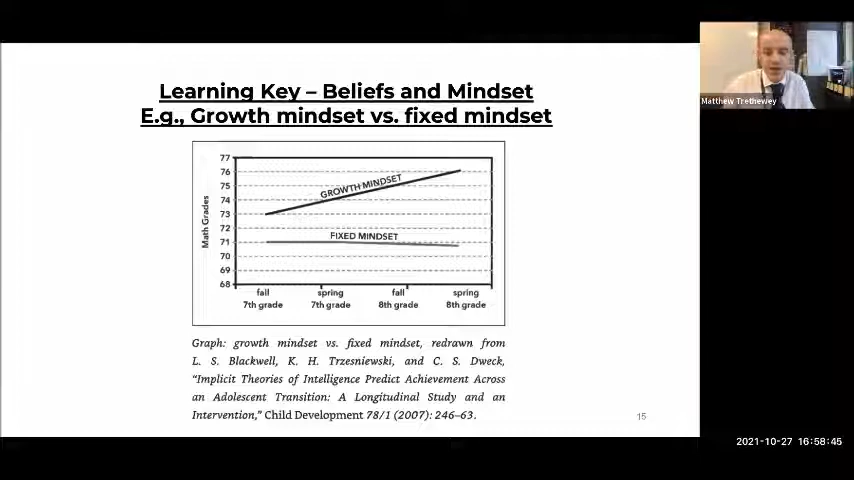 Learning Key – Beliefs and Mindset
E.g., Growth mindset vs. fixed mindset
77
76
75
74
73
72
71
70
69
68
Math Grades
GROWTH MINDSET
FIXED MINDSET
fall
7th grade
spring
7th grade
fall
8th grade
spring
8th grade
Graph: growth mindset vs. fixed mindset, redrawn from
L. S. Blackwell, K. H. Trzesniewski, and C. S. Dweck,
“Implicit Theories of Intelligence Predict Achievement Across
an Adolescent Transition: A Longitudinal Study and an
Intervention,” Child Development 78/1 (2007): 246–63.
15
Matthew Trethewey
2021-10-27 16:58:45